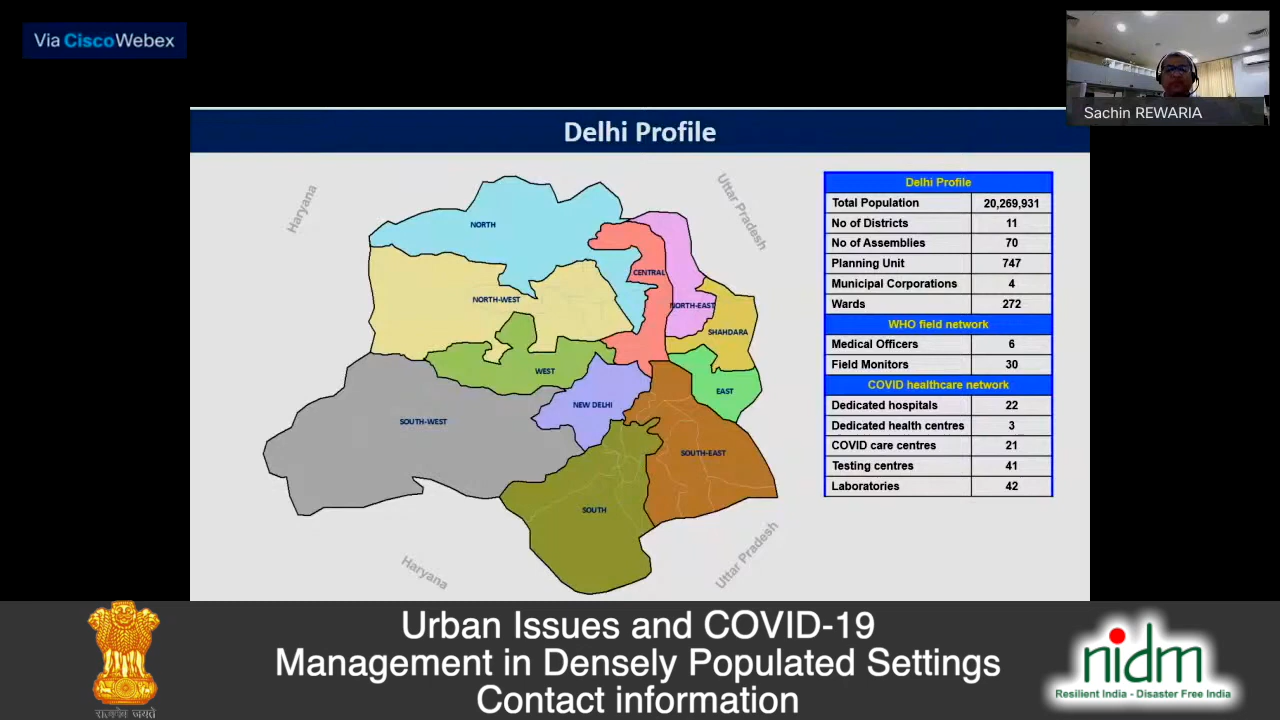 Via Cisco Webex
Sachin REWARIA
Delhi Profile
Haryana
Uttar Pradesh
NORTH
CENTRAL
NORTH-WEST
NORTH-EAST
SHAHDARA
WEST
EAST
NEW DELHI
SOUTH-WEST
SOUTH-EAST
SOUTH
Haryana
Uttar Pradesh
Delhi Profile
Total Population 20,269,931
No of Districts 11
No of Assemblies 70
Planning Unit 747
Municipal Corporations 4
Wards 272
WHO field network
Medical Officers 6
Field Monitors 30
COVID healthcare network
Dedicated hospitals 22
Dedicated health centres 3
COVID care centres 21
Testing centres 41
Laboratories 42
Urban Issues and COVID-19
Management in Densely Populated Settings
Contact information
सत्यमेव जयते
nidm
Resilient India - Disaster Free India